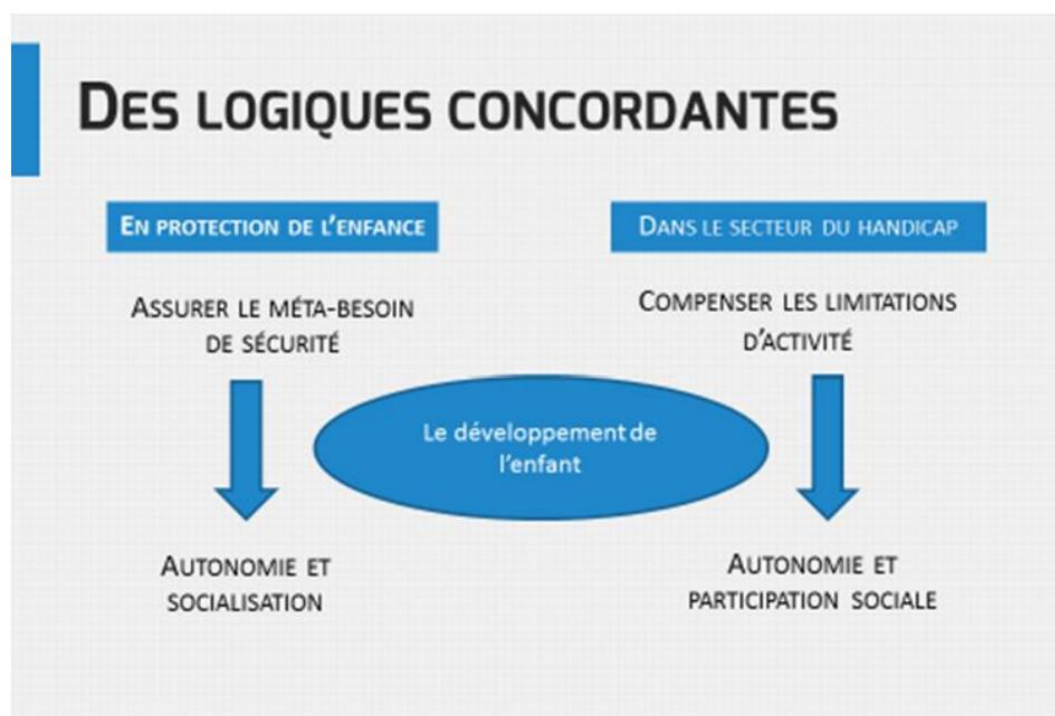 DES LOGIQUES CONCORDANTES
EN PROTECTION DE L'ENFANCE
ASSURER LE MÉTA-BESOIN
DE SÉCURITÉ
AUTONOMIE ET
SOCIALISATION
Le développement de
l'enfant
DANS LE SECTEUR DU HANDICAP
COMPENSER LES LIMITATIONS
D'ACTIVITÉ
AUTONOMIE ET
PARTICIPATION SOCIALE